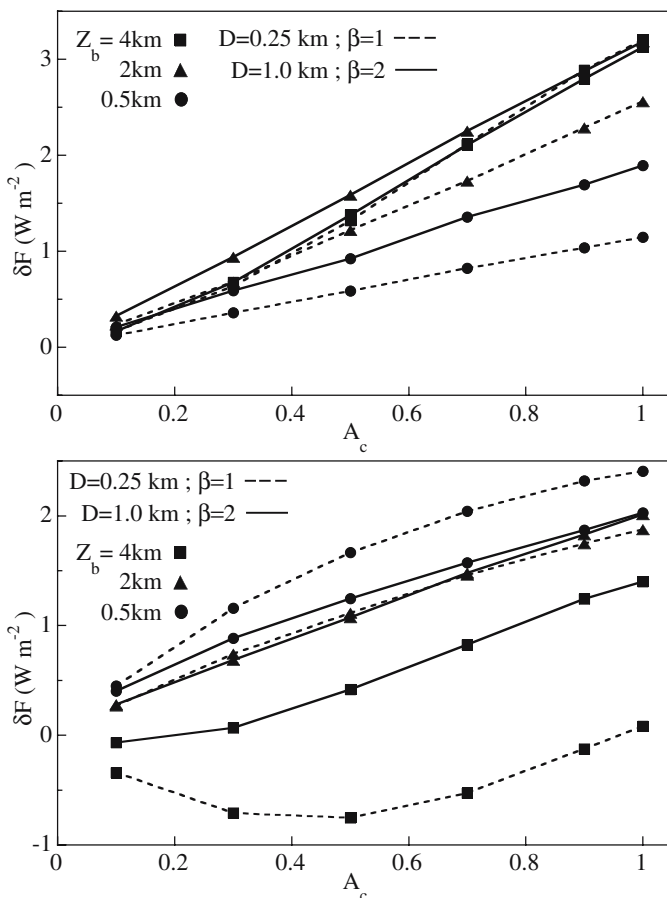 Z_b = 4km D=0.25 km ; β=1
2km D=1.0 km ; β=2
0.5km
3
2
1
0
δF (W m⁻²)
0 0.2 0.4 0.6 0.8 1
A_c
D=0.25 km ; β=1
D=1.0 km ; β=2
Z_b = 4km
2km
0.5km
2
1
0
-1
δF (W m⁻²)
0 0.2 0.4 0.6 0.8 1
A_c